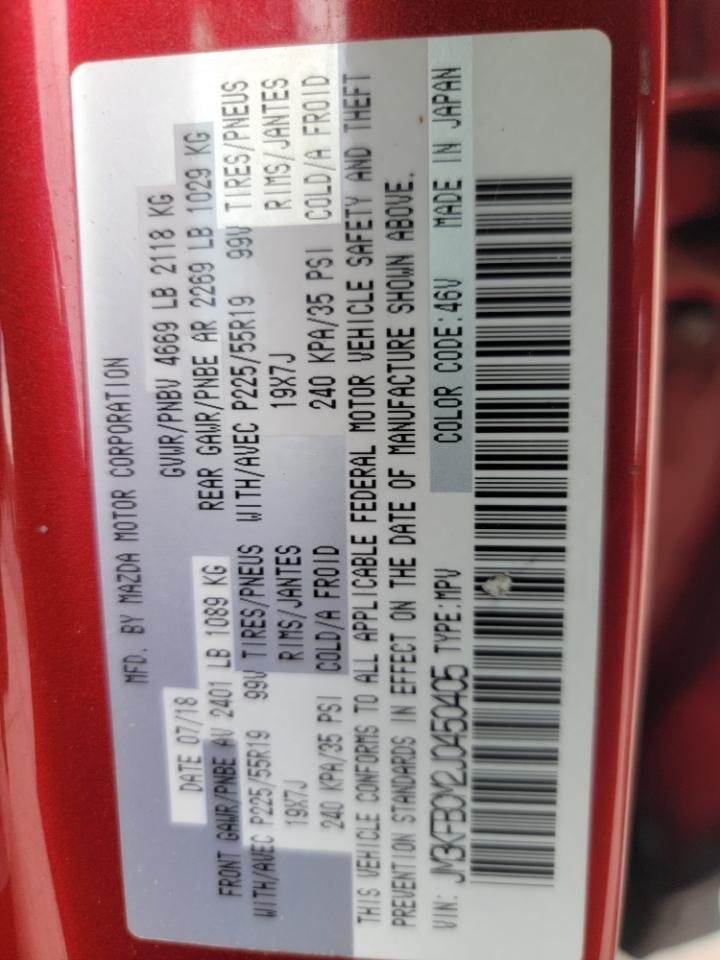 MFD. BY MAZDA MOTOR CORPORATION
DATE 07/18 GVWR/PNBV 4669 LB 2118 KG
FRONT GAWR/PNBE AV 2401 LB 1089 KG REAR GAWR/PNBE AR 2269 LB 1029 KG
WITH/AVEC P225/55R19 99V TIRES/PNEUS WITH/AVEC P225/55R19 99V TIRES/PNEUS
19X7J RIMS/JANTES 19X7J RIMS/JANTES
240 KPA/35 PSI COLD/A FROID 240 KPA/35 PSI COLD/A FROID
THIS VEHICLE CONFORMS TO ALL APPLICABLE FEDERAL MOTOR VEHICLE SAFETY AND THEFT
PREVENTION STANDARDS IN EFFECT ON THE DATE OF MANUFACTURE SHOWN ABOVE.
VIN: JM3KFBCM2J0450405 TYPE:MPV COLOR CODE:46V MADE IN JAPAN